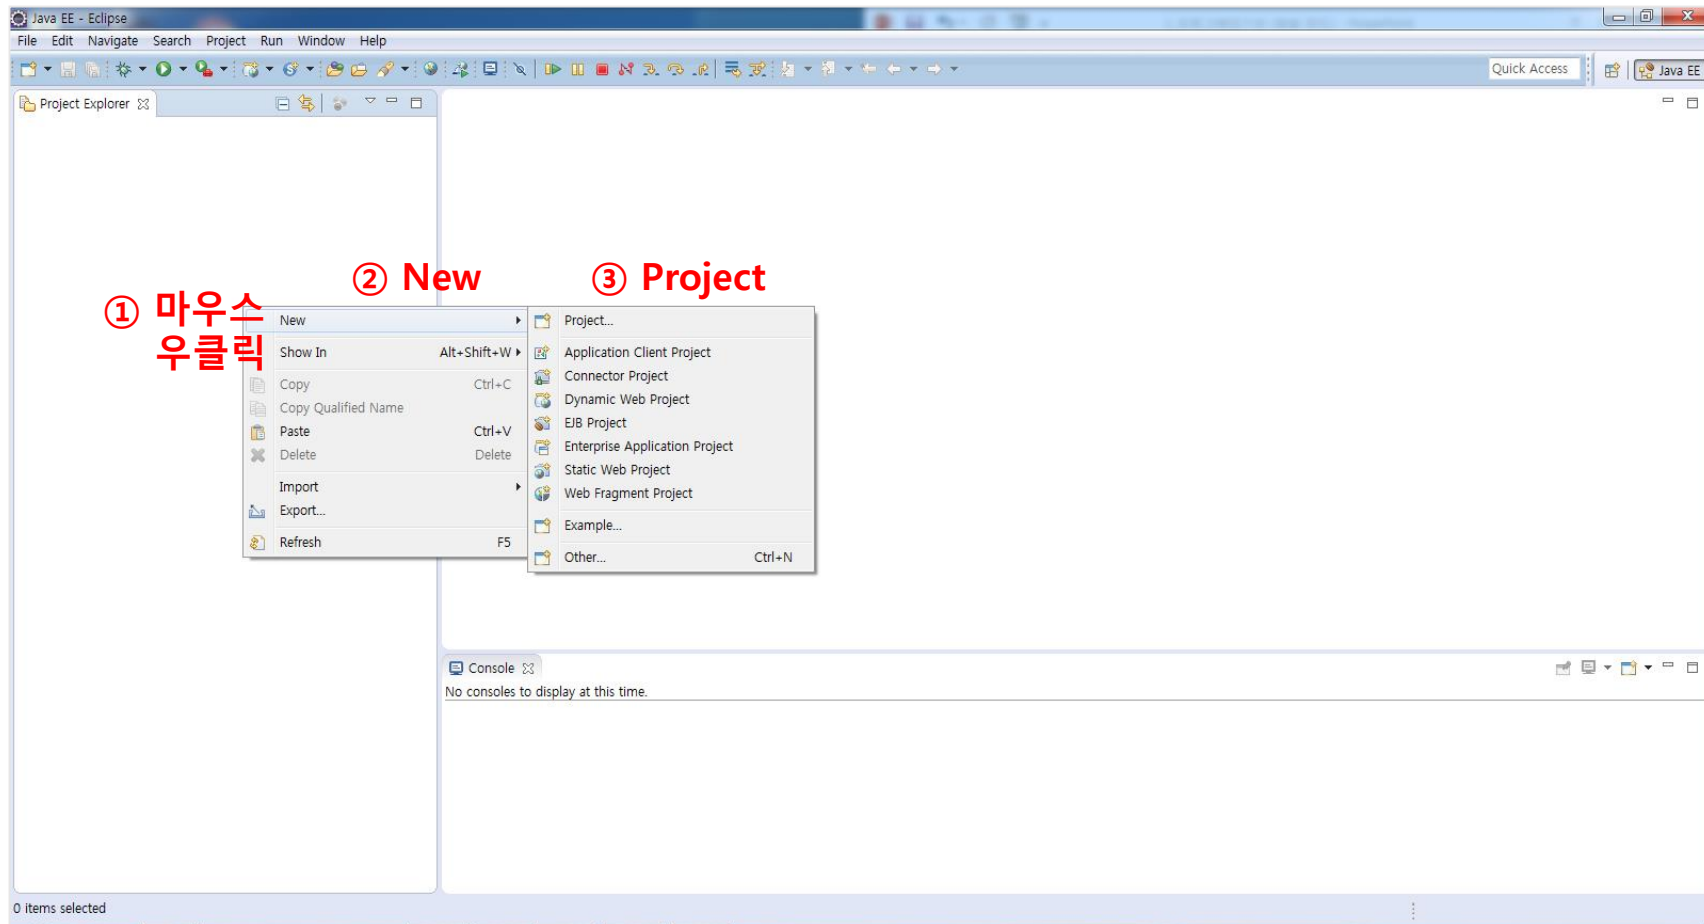 Java EE - Eclipse
File Edit Navigate Search Project Run Window Help
Quick Access
Java EE
Project Explorer
② New
③ Project
① 마우스
우클릭
New
Show In Alt+Shift+W
Copy Ctrl+C
Copy Qualified Name
Paste Ctrl+V
Delete Delete
Import
Export...
Refresh F5
Project...
Application Client Project
Connector Project
Dynamic Web Project
EJB Project
Enterprise Application Project
Static Web Project
Web Fragment Project
Example...
Other... Ctrl+N
Console
No consoles to display at this time.
0 items selected